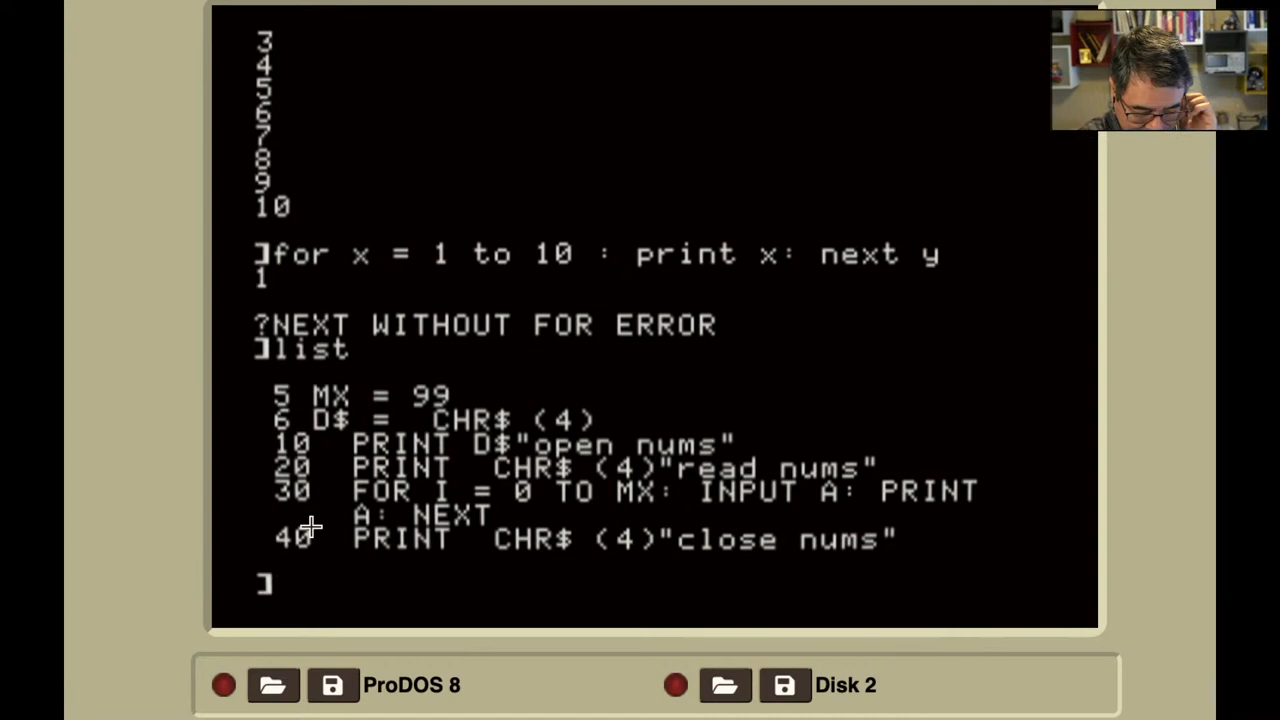 3
4
5
6
7
8
9
10
]for x = 1 to 10 : print x: next y
1
?NEXT WITHOUT FOR ERROR
]list
5 MX = 99
6 D$ = CHR$ (4)
10 PRINT D$"open nums"
20 PRINT CHR$ (4)"read nums"
30 FOR I = 0 TO MX: INPUT A: PRINT
A: NEXT
40 PRINT CHR$ (4)"close nums"
]
ProDOS 8
Disk 2